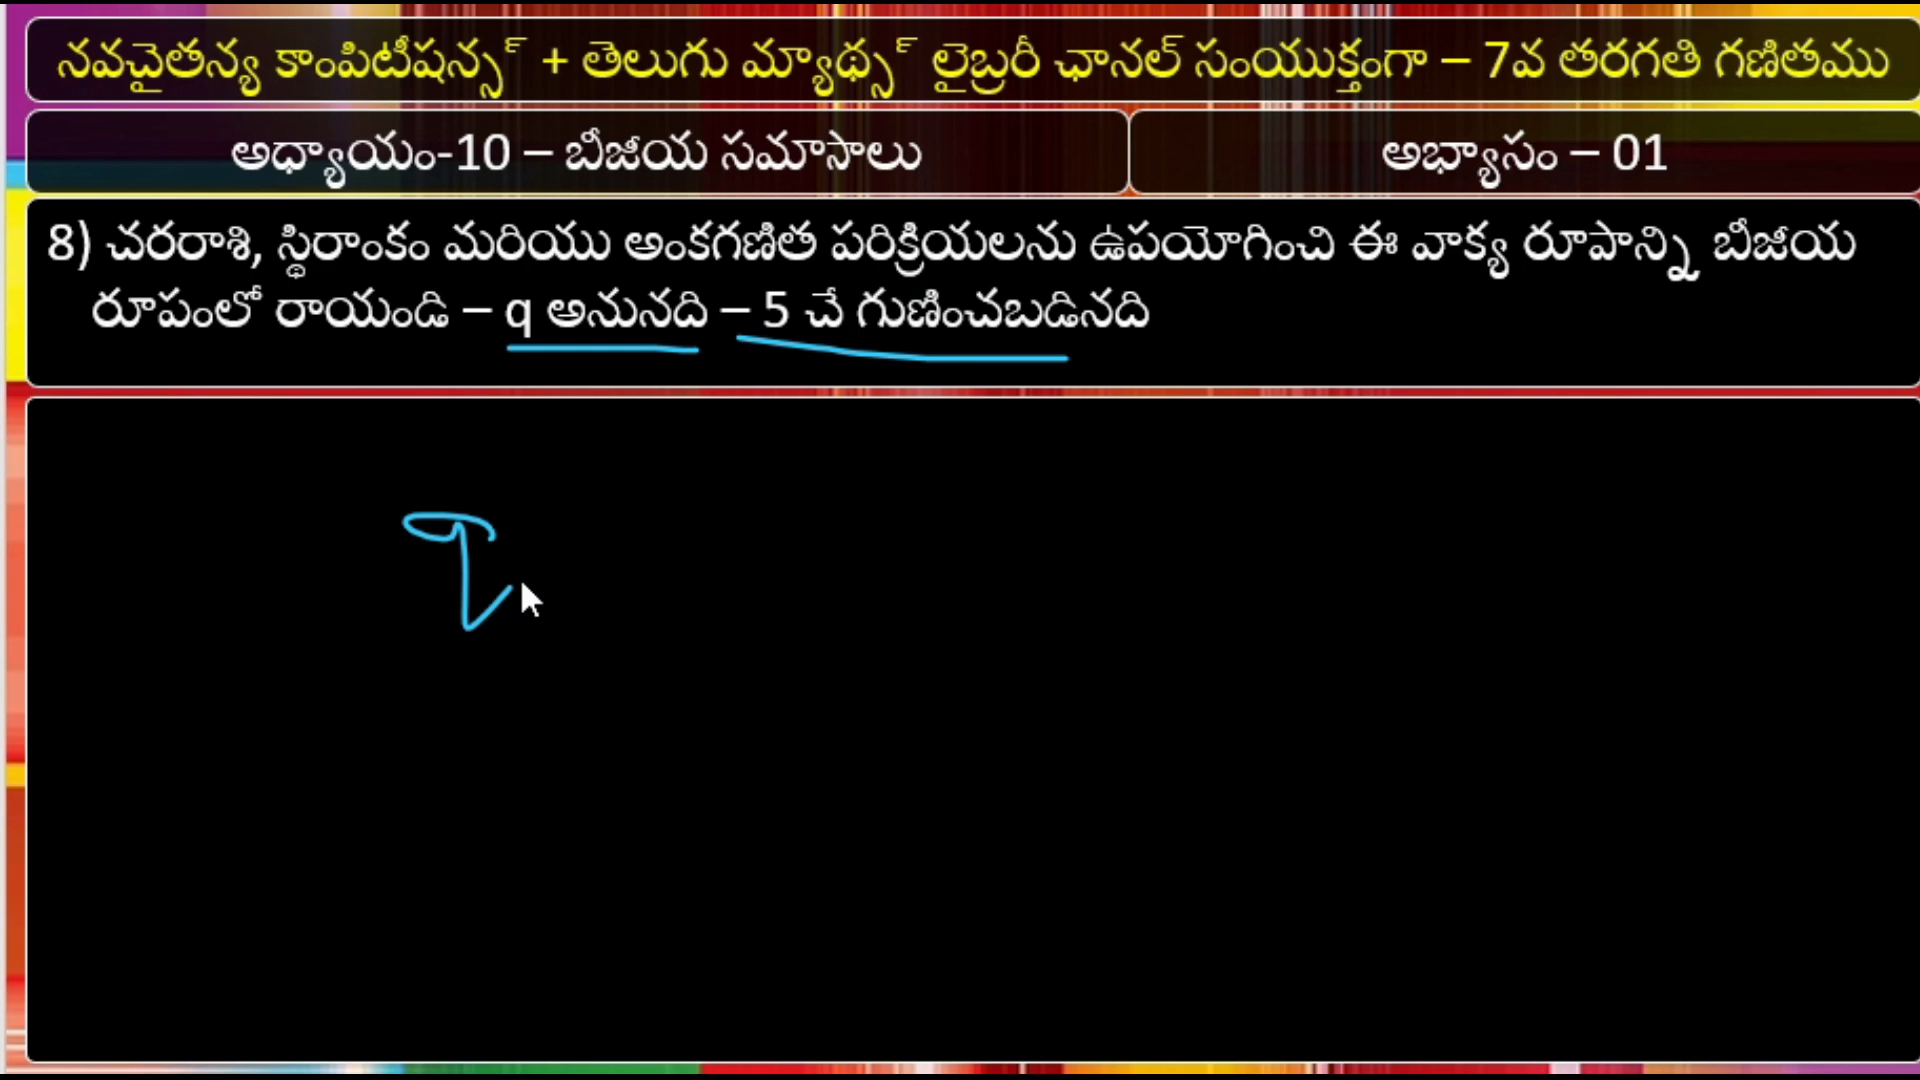 నవచైతన్య కాంపిటీషన్స్ + తెలుగు మ్యాథ్స్ లైబ్రరీ ఛానల్ సంయుక్తంగా – 7వ తరగతి గణితము
అధ్యాయం-10 – బీజీయ సమాసాలు
అభ్యాసం – 01
8) చరరాశి, స్థిరాంకం మరియు అంకగణిత పరిక్రియలను ఉపయోగించి ఈ వాక్య రూపాన్ని బీజీయ
రూపంలో రాయండి – q అనునది – 5 చే గుణించబడినది
q